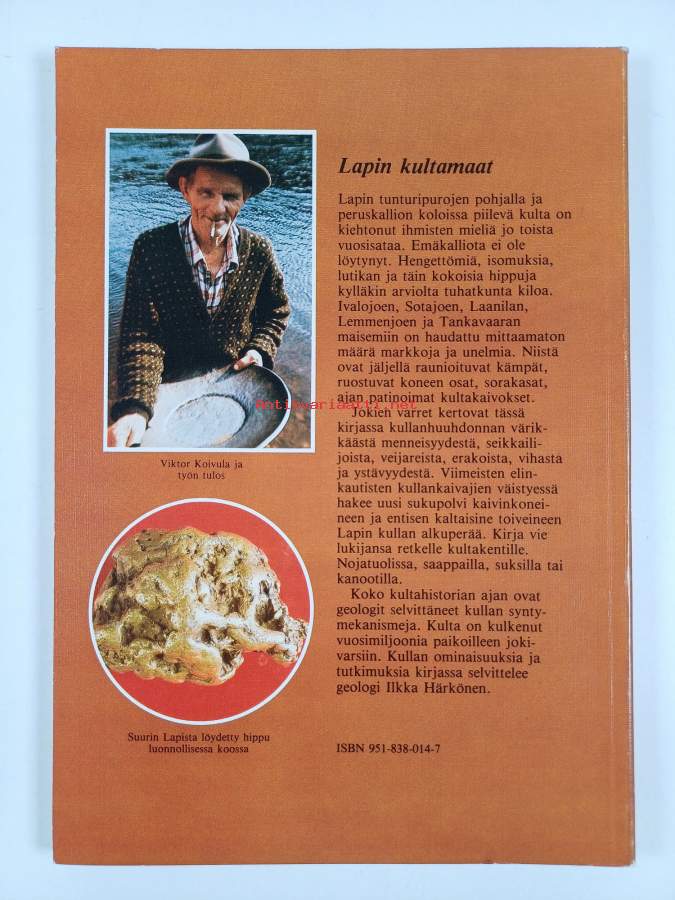 Lapin kultamaat
Lapin tunturipurojen pohjalla ja
peruskallion koloissa piilevä kulta on
kiehtonut ihmisten mieliä jo toista
vuosisataa. Emäkalliota ei ole
löytynyt. Hengettömiä, isomuksia,
lutikan ja täin kokoisia hippuja
kylläkin arviolta tuhatkunta kiloa.
Ivalojoen, Sotajoen, Laanilan,
Lemmenjoen ja Tankavaaran
maisemiin on haudattu mittaamaton
määrä markkoja ja unelmia. Niistä
ovat jäljellä raunioituvat kämpät,
ruostuvat koneen osat, sorakasat,
ajan patinoimat kultakaivokset.
Jokien varret kertovat tässä
kirjassa kullanhuuhdonnan värik-
käästä menneisyydestä, seikkaili-
joista, veijareista, erakoista, vihasta
ja ystävyydestä. Viimeisten elin-
kautisten kullankaivajien väistyessä
hakee uusi sukupolvi kaivinkonei-
neen ja entisen kaltaisine toiveineen
Lapin kullan alkuperää. Kirja vie
lukijansa retkelle kultakentille.
Nojatuolissa, saappailla, suksilla tai
kanootilla.
Koko kultahistorian ajan ovat
geologit selvittäneet kullan synty-
mekanismeja. Kulta on kulkenut
vuosimiljoonia paikoilleen joki-
varsiin. Kullan ominaisuuksia ja
tutkimuksia kirjassa selvittelee
geologi Ilkka Härkönen.
ISBN 951-838-014-7
Viktor Koivula ja
työn tulos
Suurin Lapista löydetty hippu
luonnollisessa koossa
Antikvariaatti.net